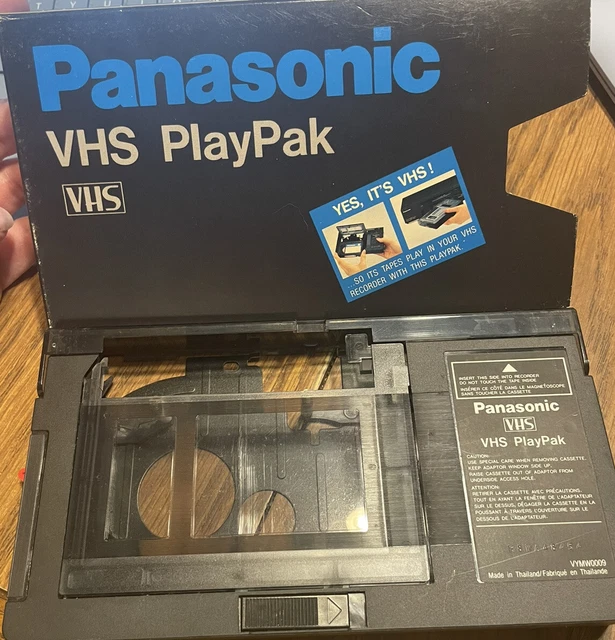 T Y U
Panasonic
VHS PlayPak
VHS
YES, IT'S VHS!
...SO ITS TAPES PLAY IN YOUR VHS
RECORDER WITH THIS PLAYPAK
INSERT THIS SIDE INTO RECORDER
DO NOT TOUCH THE TAPE INSIDE
INSÉRER CE CÔTÉ DANS LE MAGNÉTOSCOPE
SANS TOUCHER LA CASSETTE
Panasonic
VHS
VHS PlayPak
CAUTION:
USE SPECIAL CARE WHEN REMOVING CASSETTE.
KEEP ADAPTOR WINDOW SIDE UP.
RAISE CASSETTE OUT OF ADAPTOR FROM
UNDERSIDE ACCESS HOLE.
ATTENTION:
RETIRER LA CASSETTE AVEC PRÉCAUTIONS.
TOUT EN AYANT LA FENÊTRE DE L'ADAPTATEUR
SUR LE DESSUS, DÉGAGER LA CASSETTE EN LA
POUSSANT À TRAVERS L'OUVERTURE SUR LE
DESSOUS DE L'ADAPTATEUR.
VYMW0009
Made in Thailand/Fabriqué en Thaïlande